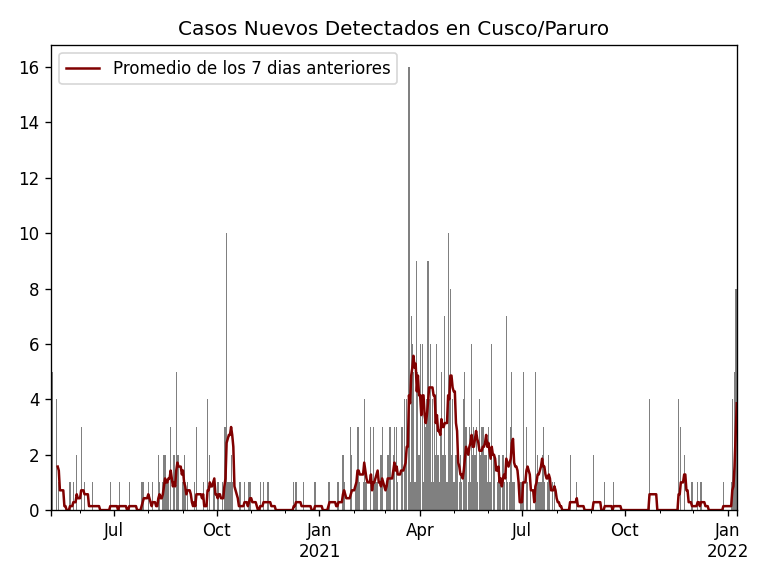 Casos Nuevos Detectados en Cusco/Paruro
Promedio de los 7 dias anteriores
16
14
12
10
8
6
4
2
0
Jul
Oct
Jan
2021
Apr
Jul
Oct
Jan
2022